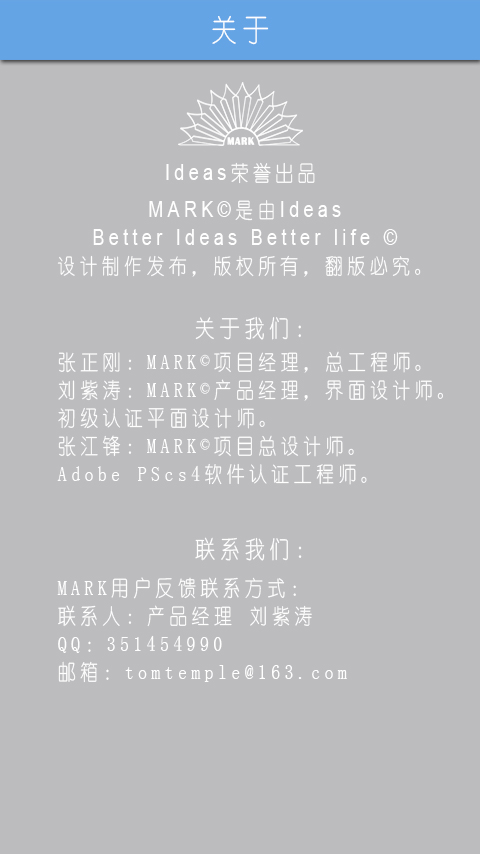 关于
MARK
Ideas荣誉出品
MARK©是由Ideas
Better Ideas Better life ©
设计制作发布，版权所有，翻版必究。
关于我们：
张正刚：MARK©项目经理，总工程师。
刘紫涛：MARK©产品经理，界面设计师。
初级认证平面设计师。
张江锋：MARK©项目总设计师。
Adobe PScs4软件认证工程师。
联系我们：
MARK用户反馈联系方式：
联系人：产品经理 刘紫涛
QQ：351454990
邮箱：tomtemple@163.com